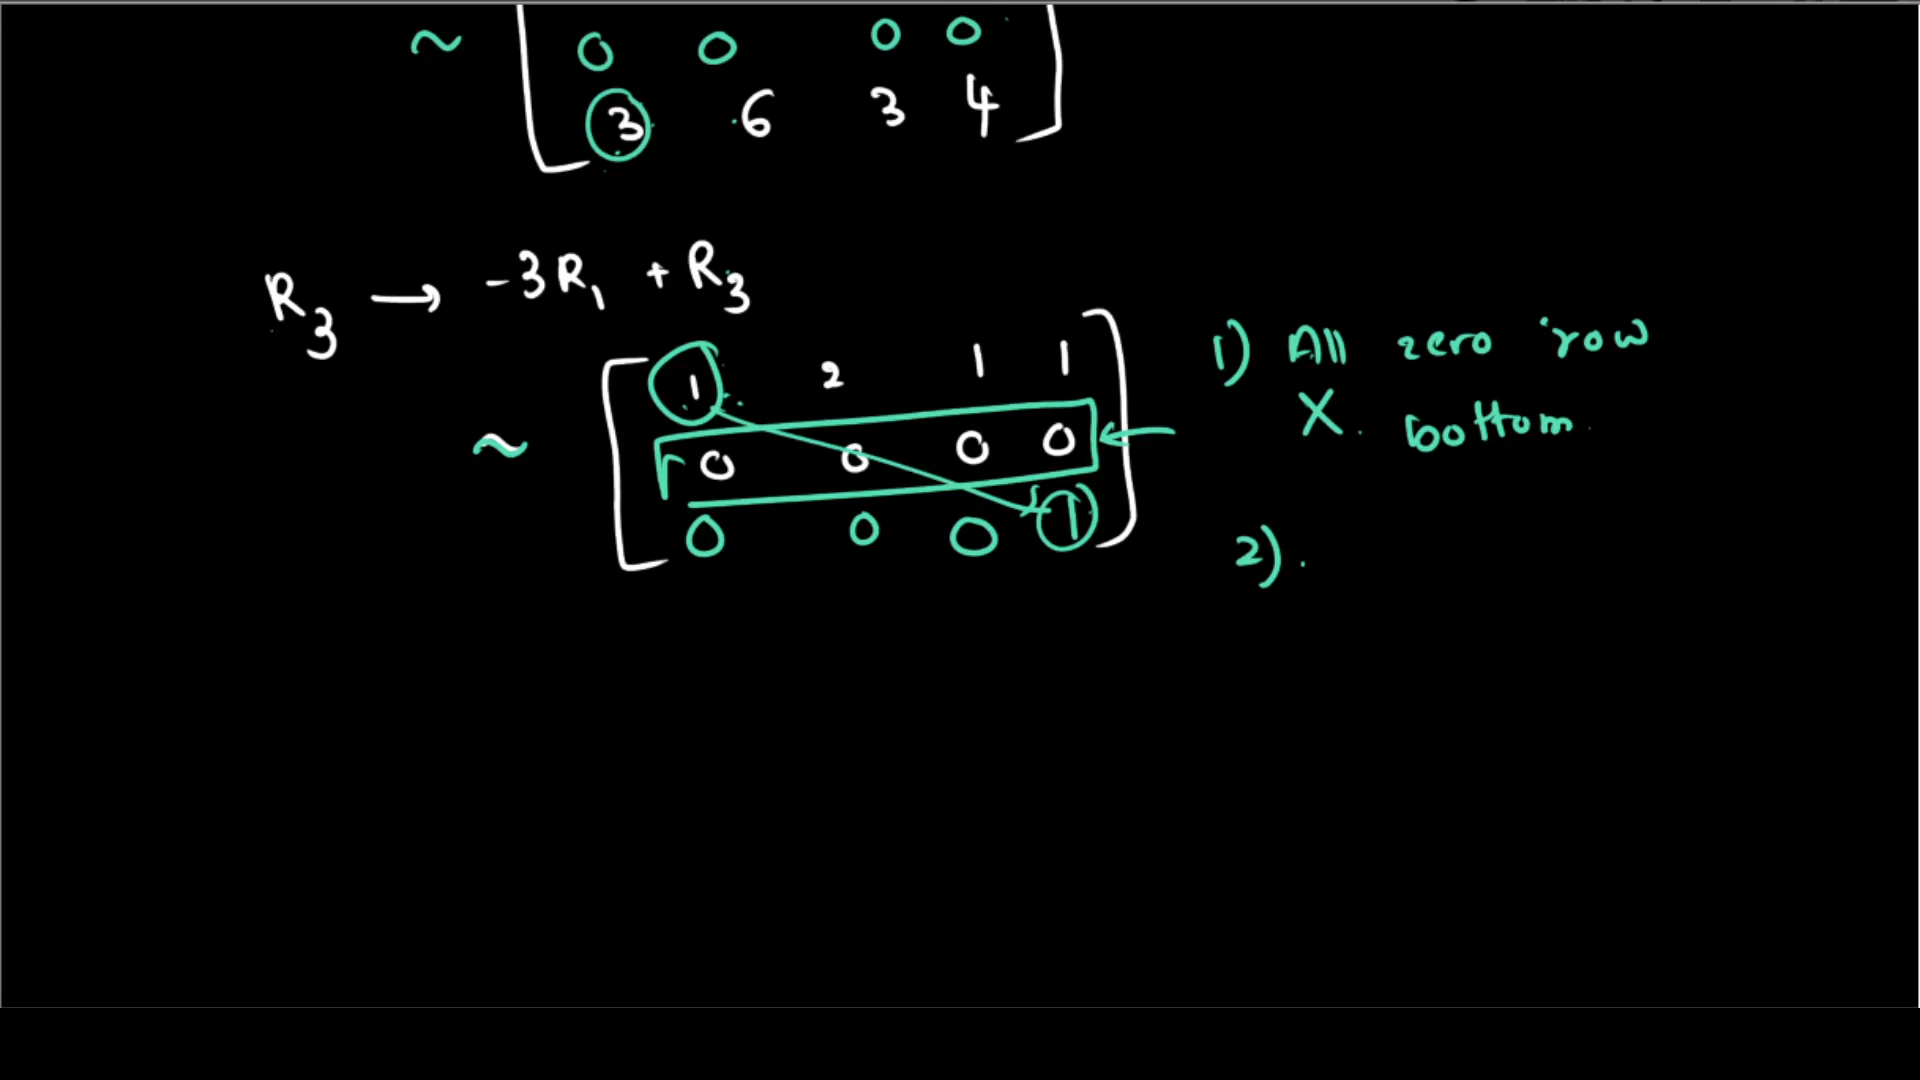 ~ 0 0 0 0
3 6 3 4
R3 → -3R1 + R3
1 2 1 1
~ 0 0 0 0
0 0 0 1
1) All zero row
X. bottom.
2).